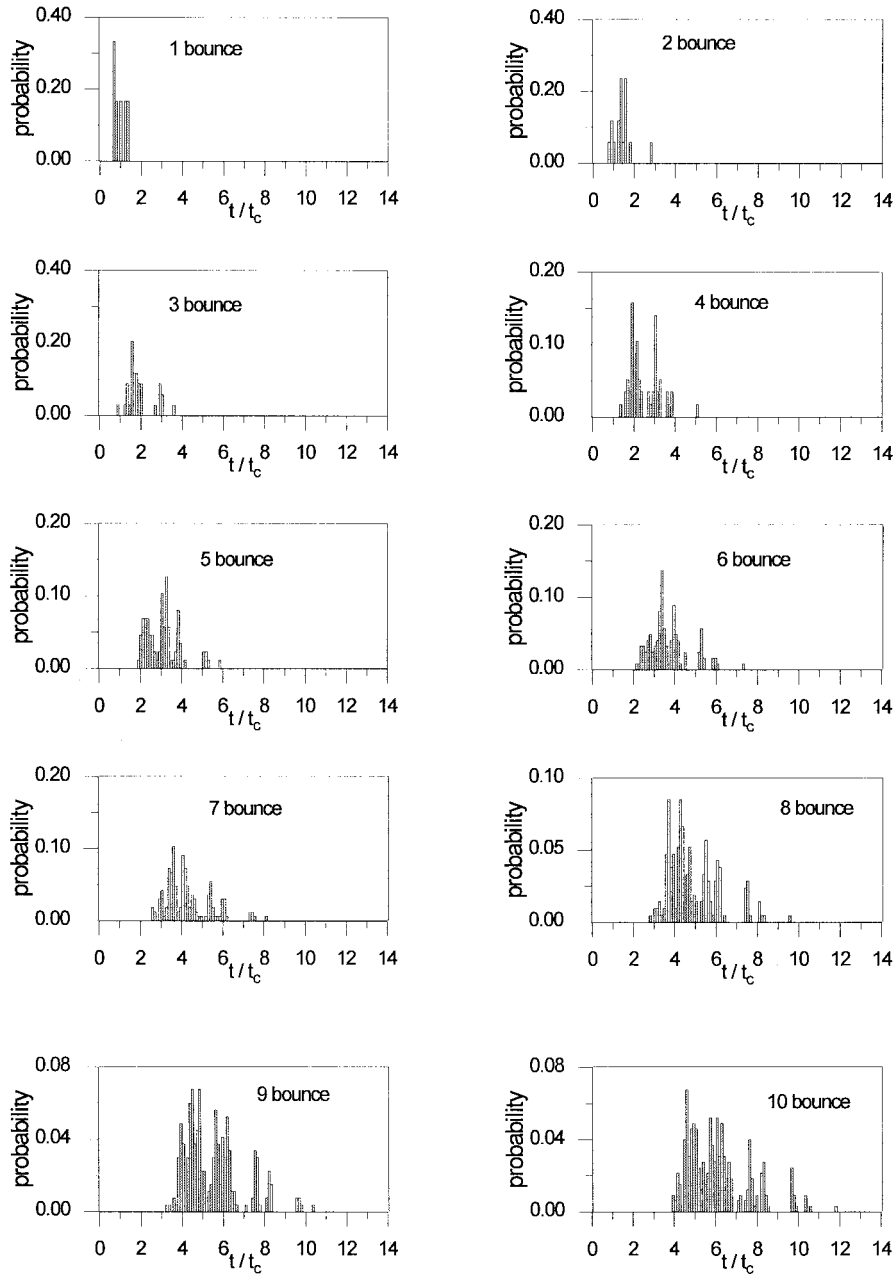 0.40
0.20
0.00
probability
1 bounce
0 2 4 6 8 10 12 14
t / tc
0.40
0.20
0.00
probability
2 bounce
0 2 4 6 8 10 12 14
t / tc
0.40
0.20
0.00
probability
3 bounce
0 2 4 6 8 10 12 14
t / tc
0.20
0.10
0.00
probability
4 bounce
0 2 4 6 8 10 12 14
t / tc
0.20
0.10
0.00
probability
5 bounce
0 2 4 6 8 10 12 14
t / tc
0.20
0.10
0.00
probability
6 bounce
0 2 4 6 8 10 12 14
t / tc
0.20
0.10
0.00
probability
7 bounce
0 2 4 6 8 10 12 14
t / tc
0.10
0.05
0.00
probability
8 bounce
0 2 4 6 8 10 12 14
t / tc
0.08
0.04
0.00
probability
9 bounce
0 2 4 6 8 10 12 14
t / tc
0.08
0.04
0.00
probability
10 bounce
0 2 4 6 8 10 12 14
t / tc